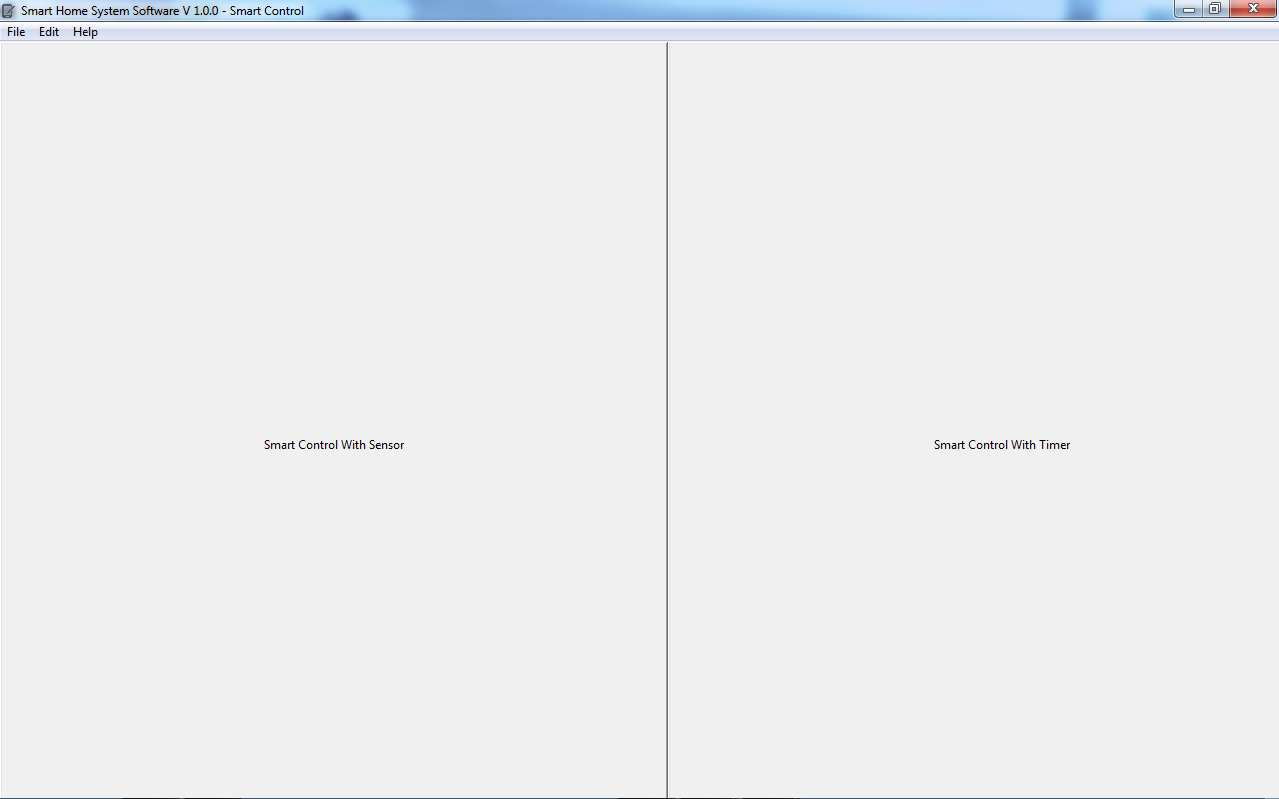 Smart Home System Software V 1.0.0 - Smart Control
File Edit Help
Smart Control With Sensor
Smart Control With Timer